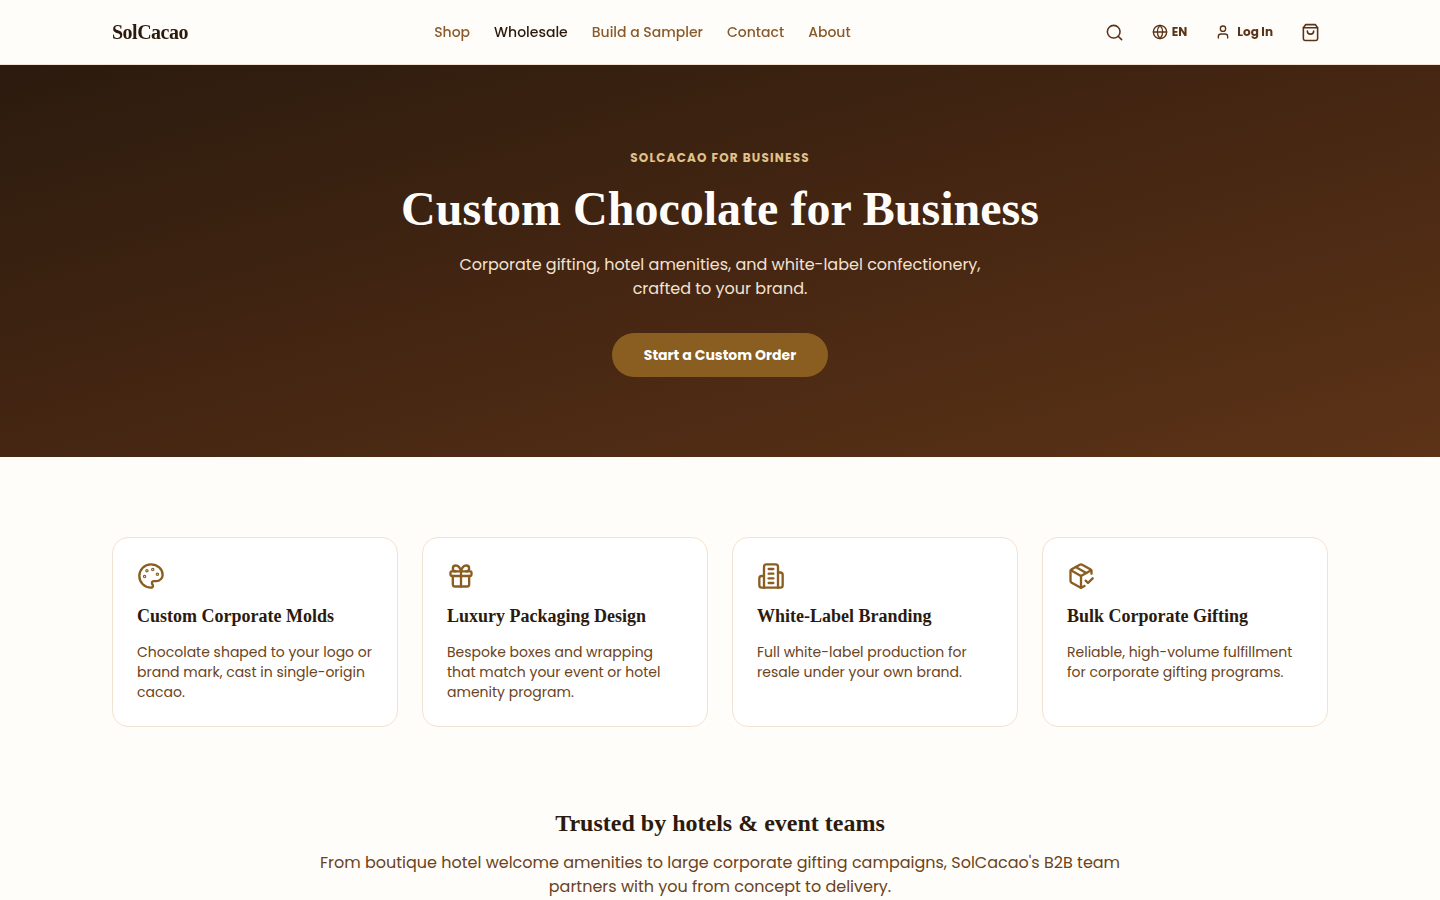 SolCacao
Shop
Wholesale
Build a Sampler
Contact
About
EN
Log In
SOLCACAO FOR BUSINESS
Custom Chocolate for Business
Corporate gifting, hotel amenities, and white-label confectionery,
crafted to your brand.
Start a Custom Order
Custom Corporate Molds
Chocolate shaped to your logo or
brand mark, cast in single-origin
cacao.
Luxury Packaging Design
Bespoke boxes and wrapping
that match your event or hotel
amenity program.
White-Label Branding
Full white-label production for
resale under your own brand.
Bulk Corporate Gifting
Reliable, high-volume fulfillment
for corporate gifting programs.
Trusted by hotels & event teams
From boutique hotel welcome amenities to large corporate gifting campaigns, SolCacao's B2B team
partners with you from concept to delivery.